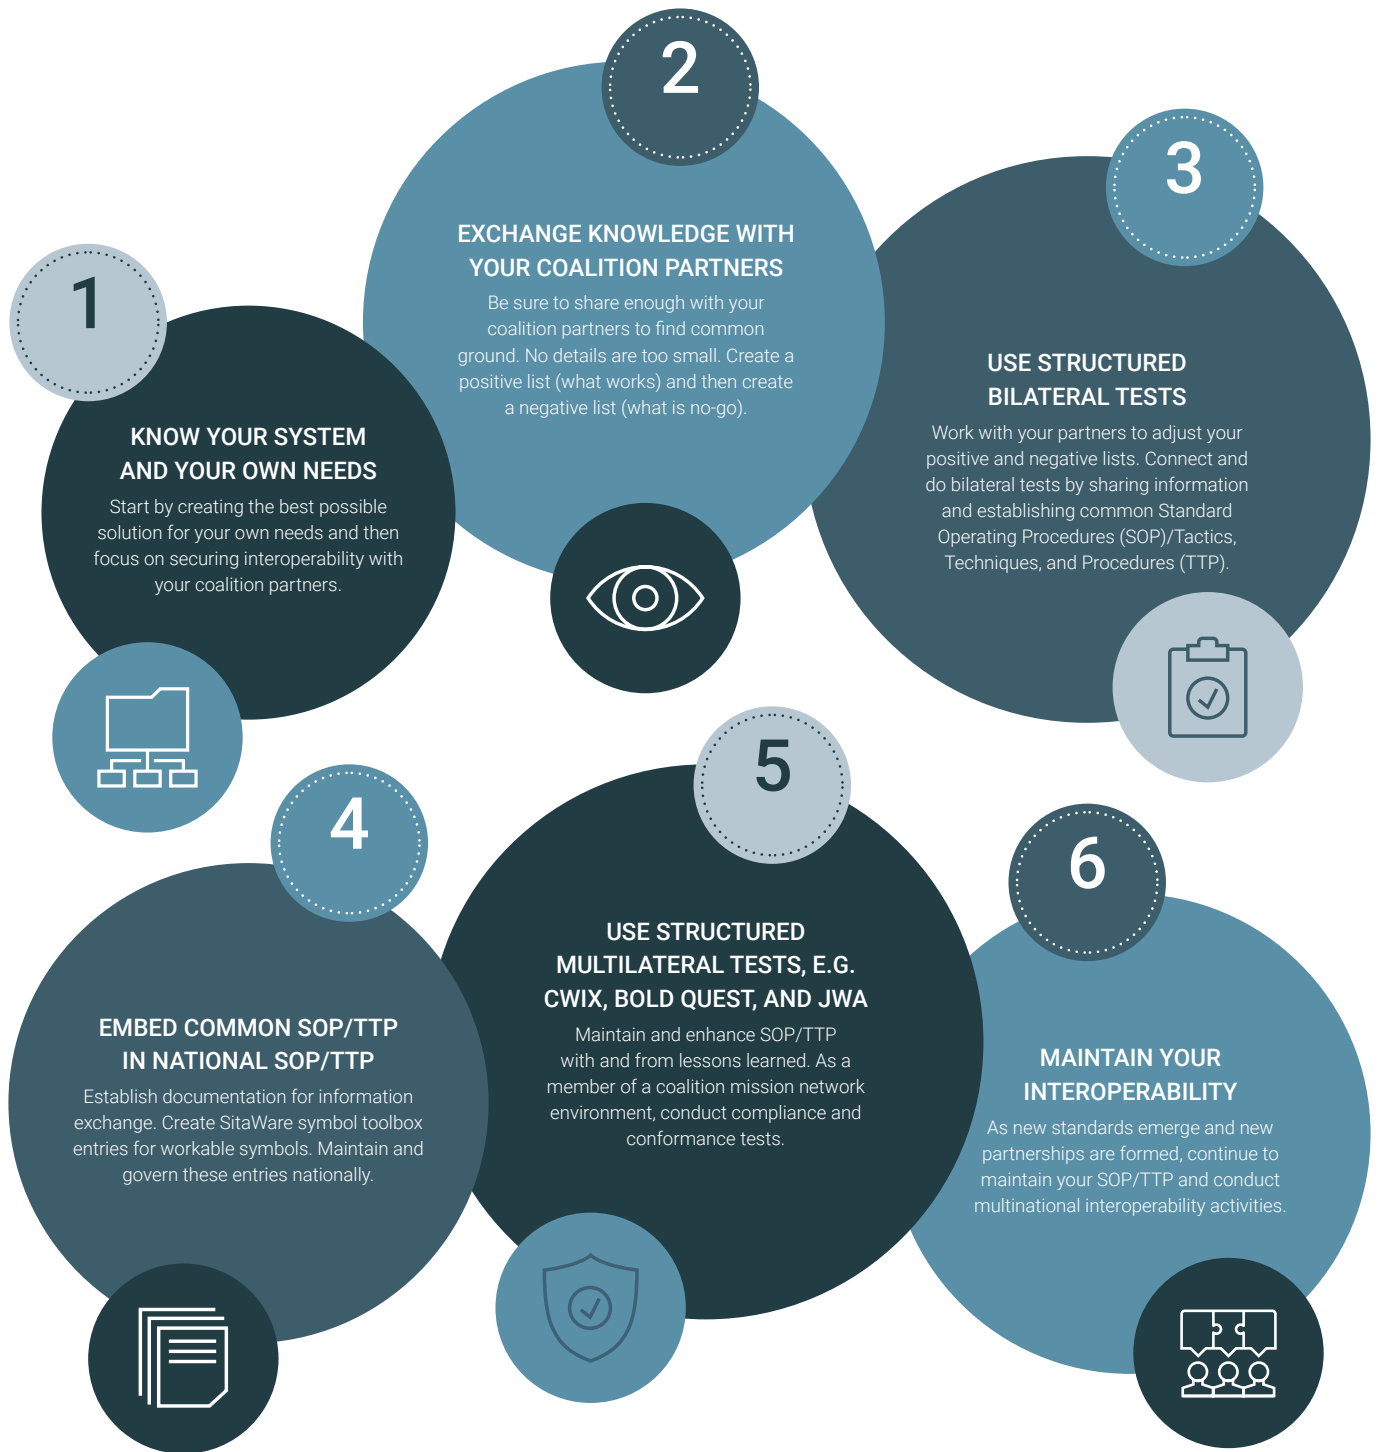 1
KNOW YOUR SYSTEM
AND YOUR OWN NEEDS
Start by creating the best possible
solution for your own needs and then
focus on securing interoperability with
your coalition partners.
2
EXCHANGE KNOWLEDGE WITH
YOUR COALITION PARTNERS
Be sure to share enough with your
coalition partners to find common
ground. No details are too small. Create a
positive list (what works) and then create
a negative list (what is no-go).
3
USE STRUCTURED
BILATERAL TESTS
Work with your partners to adjust your
positive and negative lists. Connect and
do bilateral tests by sharing information
and establishing common Standard
Operating Procedures (SOP)/Tactics,
Techniques, and Procedures (TTP).
4
EMBED COMMON SOP/TTP
IN NATIONAL SOP/TTP
Establish documentation for information
exchange. Create SitaWare symbol toolbox
entries for workable symbols. Maintain and
govern these entries nationally.
5
USE STRUCTURED
MULTILATERAL TESTS, E.G.
CWIX, BOLD QUEST, AND JWA
Maintain and enhance SOP/TTP
with and from lessons learned. As a
member of a coalition mission network
environment, conduct compliance and
conformance tests.
6
MAINTAIN YOUR
INTEROPERABILITY
As new standards emerge and new
partnerships are formed, continue to
maintain your SOP/TTP and conduct
multinational interoperability activities.